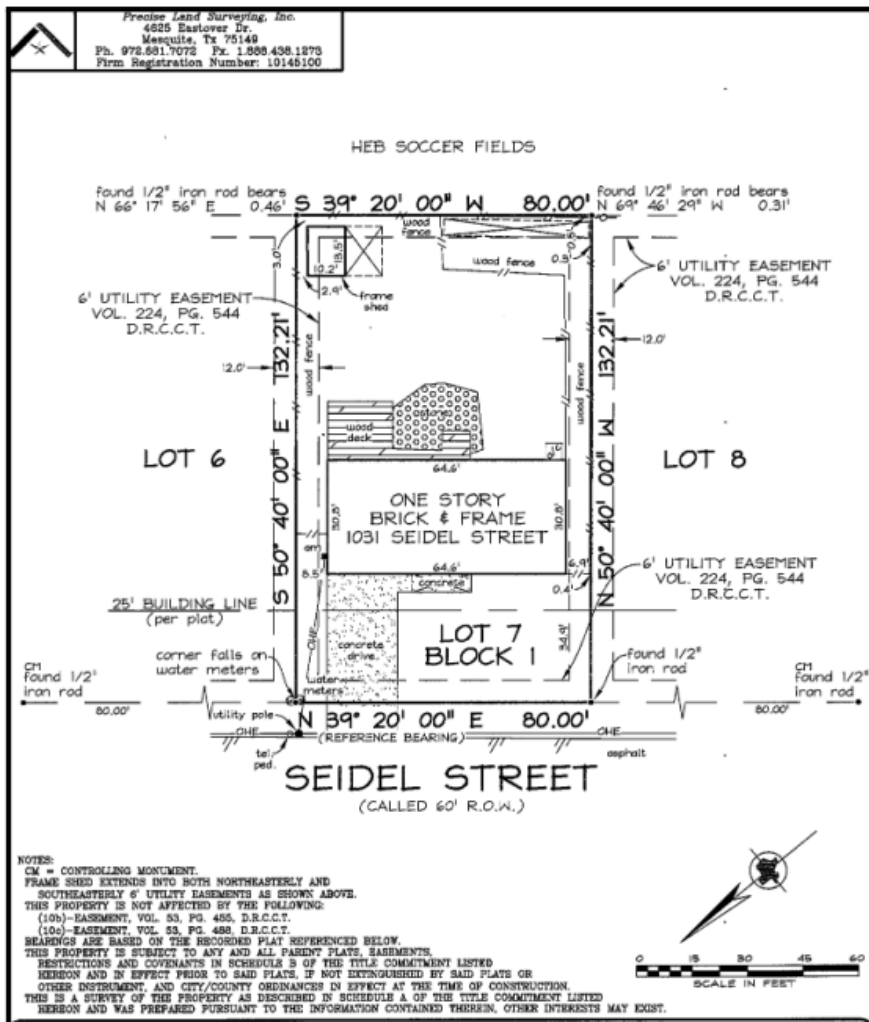 Precise Land Surveying, Inc.
4625 Eastover Dr.
Mesquite, Tx 75149
Ph. 972.681.7072 Fx. 1.888.438.1273
Firm Registration Number: 10145100
HEB SOCCER FIELDS
found 1/2" iron rod bears
N 66° 17' 56" E 0.46'
S 39° 20' 00" W 80.00'
found 1/2" iron rod bears
N 69° 46' 29" W 0.31'
wood fence
3.0'
10.2'
2.9'
frame shed
wood fence
0.3'
6' UTILITY EASEMENT
VOL. 224, PG. 544
D.R.C.C.T.
6' UTILITY EASEMENT
VOL. 224, PG. 544
D.R.C.C.T.
12.0'
12.0'
S 50° 40' 00" E 132.21'
N 50° 40' 00" W 132.21'
wood fence
wood fence
wood deck
stone
LOT 6
LOT 8
64.6'
ONE STORY
BRICK & FRAME
1031 SEIDEL STREET
30.8'
30.8'
64.6'
6.9'
8.5'
concrete
0.4'
6' UTILITY EASEMENT
VOL. 224, PG. 544
D.R.C.C.T.
25' BUILDING LINE
(per plat)
OHE
concrete drive
LOT 7
BLOCK 1
34.9'
corner falls on
water meters
water meters
found 1/2"
iron rod
CM
found 1/2"
iron rod
CM
found 1/2"
iron rod
80.00'
80.00'
utility pole
N 39° 20' 00" E 80.00'
OHE
(REFERENCE BEARING)
OHE
tel. ped.
asphalt
SEIDEL STREET
(CALLED 60' R.O.W.)
NOTES:
CM = CONTROLLING MONUMENT.
FRAME SHED EXTENDS INTO BOTH NORTHEASTERLY AND
SOUTHEASTERLY 6' UTILITY EASEMENTS AS SHOWN ABOVE.
THIS PROPERTY IS NOT AFFECTED BY THE FOLLOWING:
(10b)-EASEMENT, VOL. 53, PG. 485, D.R.C.C.T.
(10c)-EASEMENT, VOL. 53, PG. 488, D.R.C.C.T.
BEARINGS ARE BASED ON THE RECORDED PLAT REFERENCED BELOW.
THIS PROPERTY IS SUBJECT TO ANY AND ALL PARENT PLATS, EASEMENTS,
RESTRICTIONS AND COVENANTS IN SCHEDULE B OF THE TITLE COMMITMENT LISTED
HEREON AND IN EFFECT PRIOR TO SAID PLATS, IF NOT EXTINGUISHED BY SAID PLATS OR
OTHER INSTRUMENT, AND CITY/COUNTY ORDINANCES IN EFFECT AT THE TIME OF CONSTRUCTION.
THIS IS A SURVEY OF THE PROPERTY AS DESCRIBED IN SCHEDULE A OF THE TITLE COMMITMENT LISTED
HEREON AND WAS PREPARED PURSUANT TO THE INFORMATION CONTAINED THEREIN, OTHER INTERESTS MAY EXIST.
0 15 30 45 60
SCALE IN FEET